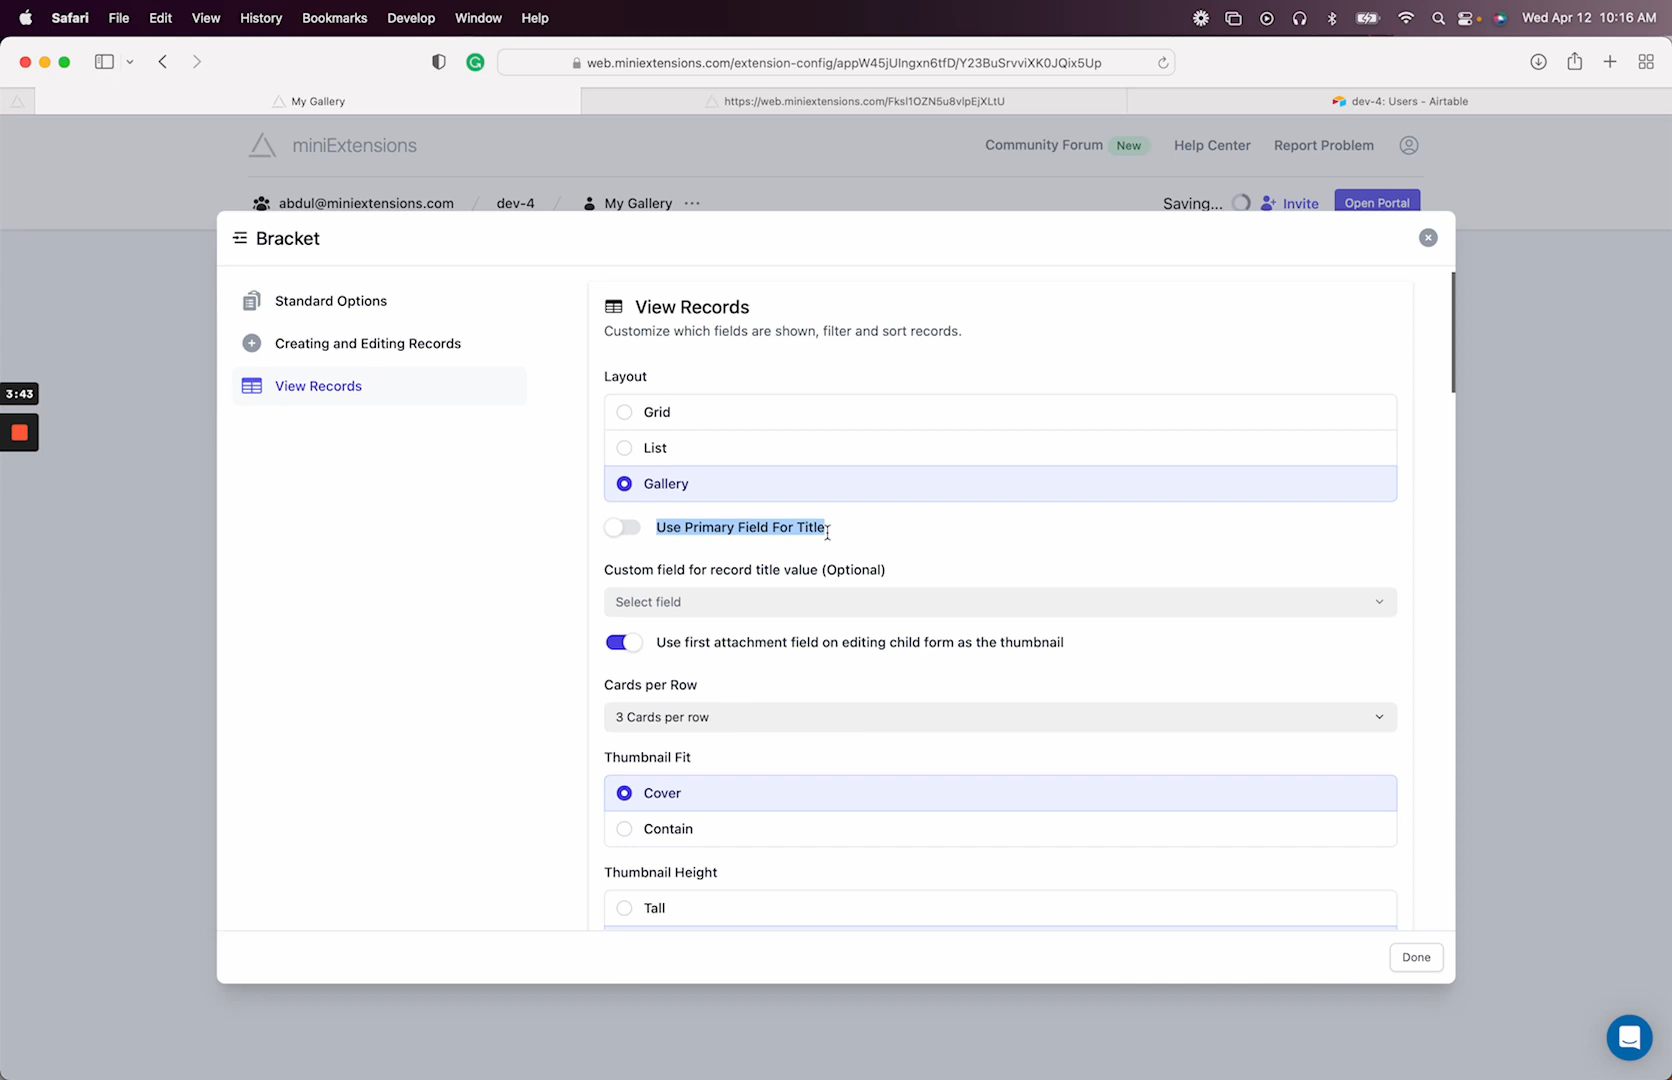 Safari File Edit View History Bookmarks Develop Window Help Wed Apr 12 10:16 AM
web.miniextensions.com/extension-config/appW45jUlngxn6tfD/Y23BuSrvviXK0JQix5Up
My Gallery https://web.miniextensions.com/Fksl1OZN5u8vlpEjXLtU dev-4: Users - Airtable
miniExtensions Community Forum New Help Center Report Problem
abdul@miniextensions.com / dev-4 / My Gallery ... Saving... Invite Open Portal
Bracket
Standard Options
Creating and Editing Records
View Records
3:43
View Records
Customize which fields are shown, filter and sort records.
Layout
Grid
List
Gallery
Use Primary Field For Title
Custom field for record title value (Optional)
Select field
Use first attachment field on editing child form as the thumbnail
Cards per Row
3 Cards per row
Thumbnail Fit
Cover
Contain
Thumbnail Height
Tall
Done